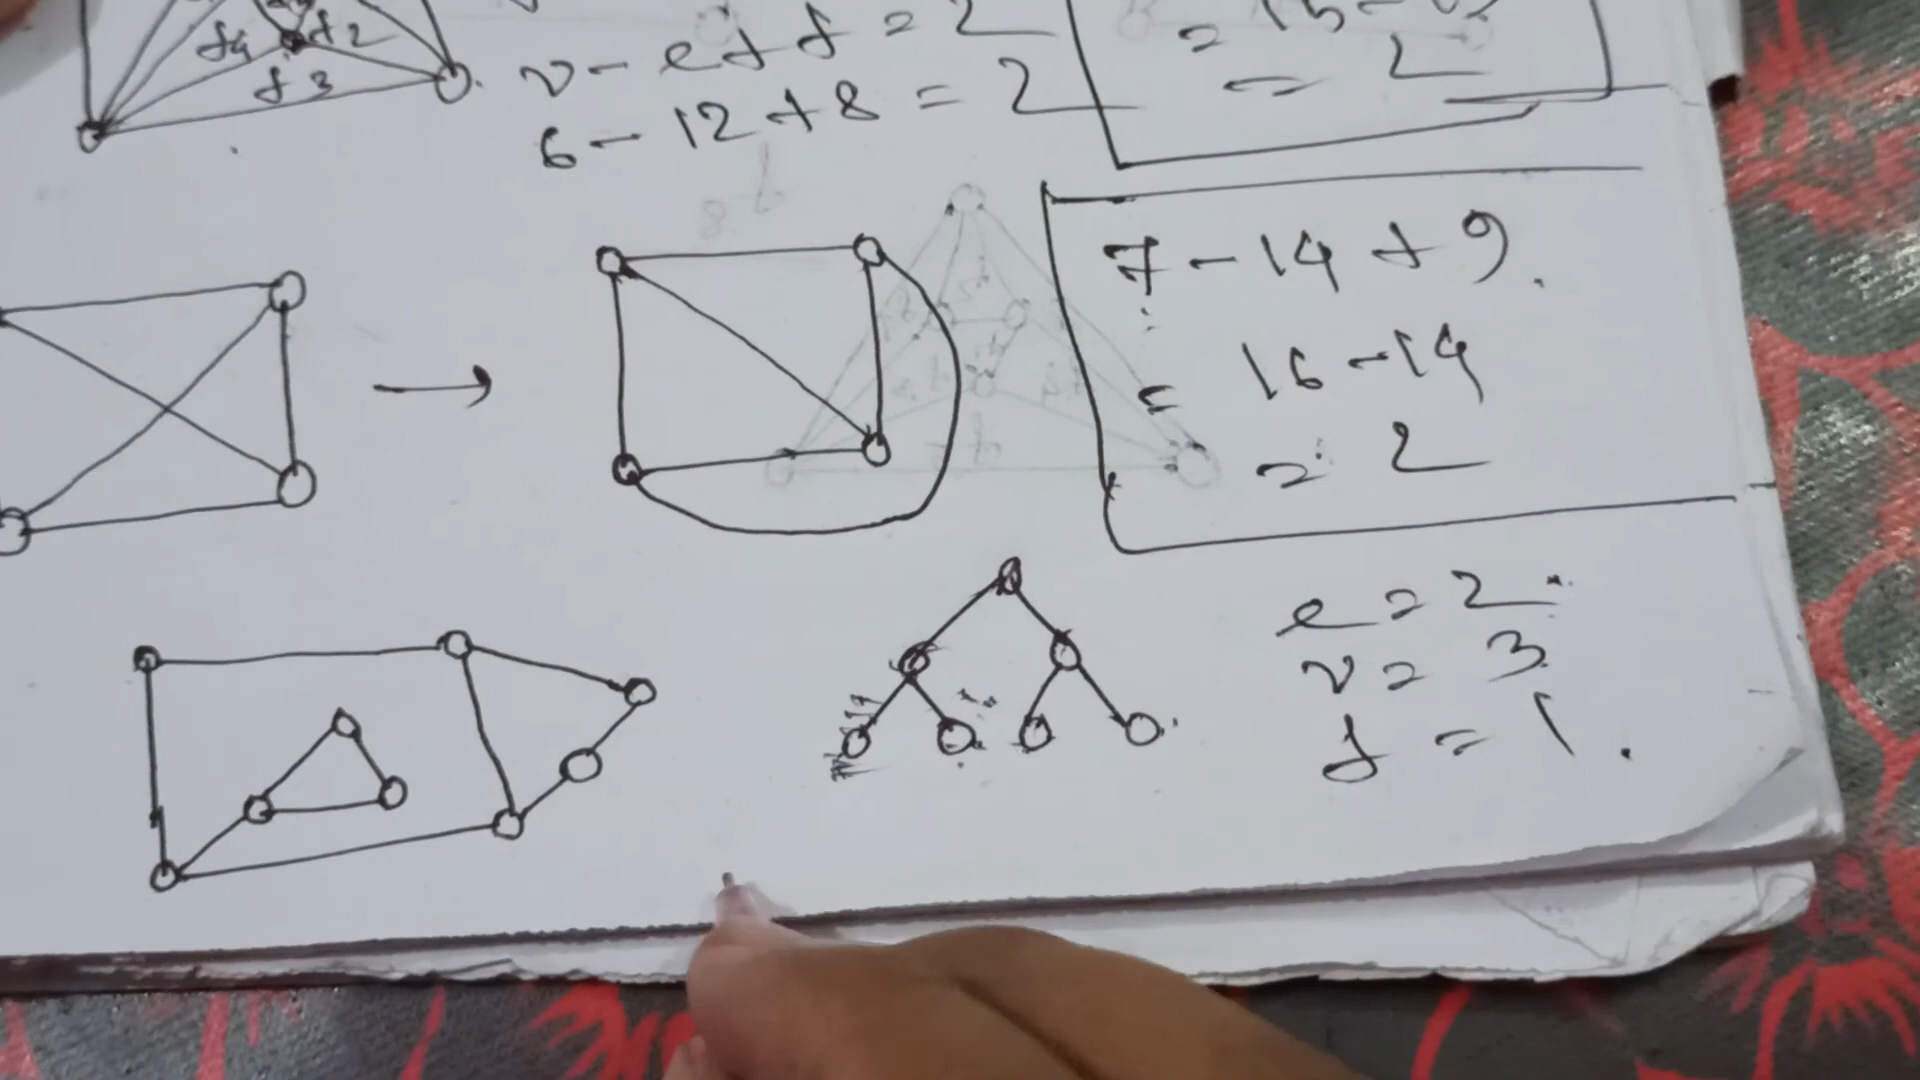 f4 f2
f3
v - e + f = 2
6 - 12 + 8 = 2
= 2
7 - 14 + 9.
= 16 - 14
= 2
e = 2
v = 3
f = 1.